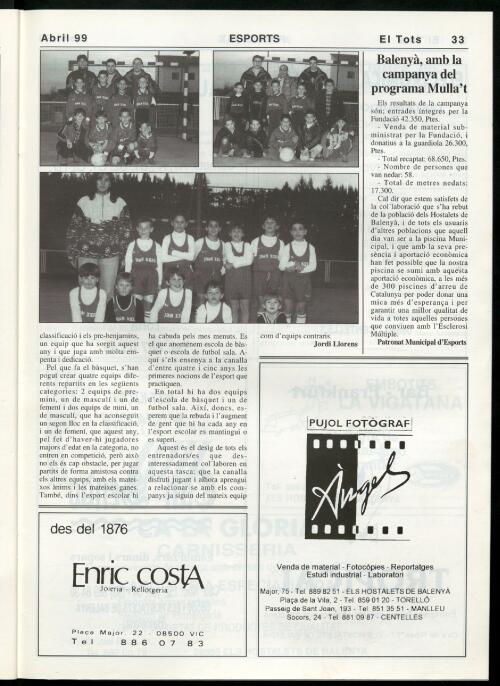 Abril 99
ESPORTS
El Tots 33
classificació i els pre-benjamins,
un equip que ha sorgit aquest
any i que juga amb molta em-
penta i dedicació.
Pel que fa el bàsquet, s'han
pogut crear quatre equips dife-
rents repartits en les següents
categories: 2 equips de pre-
mini, un de masculí i un de
femení i dos equips de mini, un
de masculí, que ha aconseguit
un segon lloc en la classificació,
i un de femení, que aquest any,
pel fet d'haver-hi jugadores
majors d'edat en la categoria, no
entren en competició, però això
no els és cap obstacle, per jugar
partits de forma amistosa contra
els altres equips, amb els matei-
xos ànims i les mateixes ganes.
També, dins l'esport escolar hi
ha cabuda pels més menuts. Es
el que anomenem escola de bàs-
quet o escola de futbol sala. A-
quí s'ensenya tots a la canalla
d'entre quatre i cinc anys les
primeres nocions de l'esport que
practiquen.
En total hi ha dos equips
d'escola de bàsquet i un de
futbol sala. Així, doncs, es-
perem que la rebuda i l'augment
de gent que hi ha cada any en
l'esport escolar es mantingui o
es superi.
Aquest és el desig de tots els
entrenadors/es que des-
interessadament col·laboren en
aquesta tasca; que la canalla
disfruti jugant i alhora aprengui
a relacionar-se amb els com-
panys ja siguin del mateix equip
com d'equips contraris.
Jordi Llorens
Balenyà, amb la
campanya del
programa Mulla't
Els resultats de la campanya
són; entrades íntegres per la
Fundació 42.350, Ptes.
- Venda de material sub-
ministrat per la Fundació, i
donatius a la guardiola 26.300,
Ptes.
- Total recaptat: 68.650, Ptes.
- Nombre de persones que
van nedar: 58.
- Total de metres nedats:
17.300.
Cal dir que estem satisfets de
la col·laboració que s'ha rebut
de la població dels Hostalets de
Balenyà, i de tots els usuaris
d'altres poblacions que aquell
dia van ser a la piscina Muni-
cipal, i que amb la seva pre-
sència i aportació econòmica
han fet possible que la nostra
piscina se sumi amb aquesta
aportació econòmica, a les més
de 300 piscines d'arreu de
Catalunya per poder donar una
mica més d'esperança i per
garantir una millor qualitat de
vida a totes aquelles persones
que conviuen amb l'Esclerosi
Múltiple.
Patronat Municipal d'Esports
des del 1876
Enric costA
Joieria - Rellotgeria
Plaça Major, 22 - 08500 VIC
Tel 886 07 83
PUJOL FOTÒGRAF
Àngel
Venda de material - Fotocòpies - Reportatges
Estudi industrial - Laboratori
Major, 75 - Tel. 889 82 51 - ELS HOSTALETS DE BALENYÀ
Plaça de la Vila, 2 - Tel. 859 01 20 - TORELLÓ
Passeig de Sant Joan, 193 - Tel 851 35 51 - MANLLEU
Socors, 24 - Tel. 881 09 87 - CENTELLES